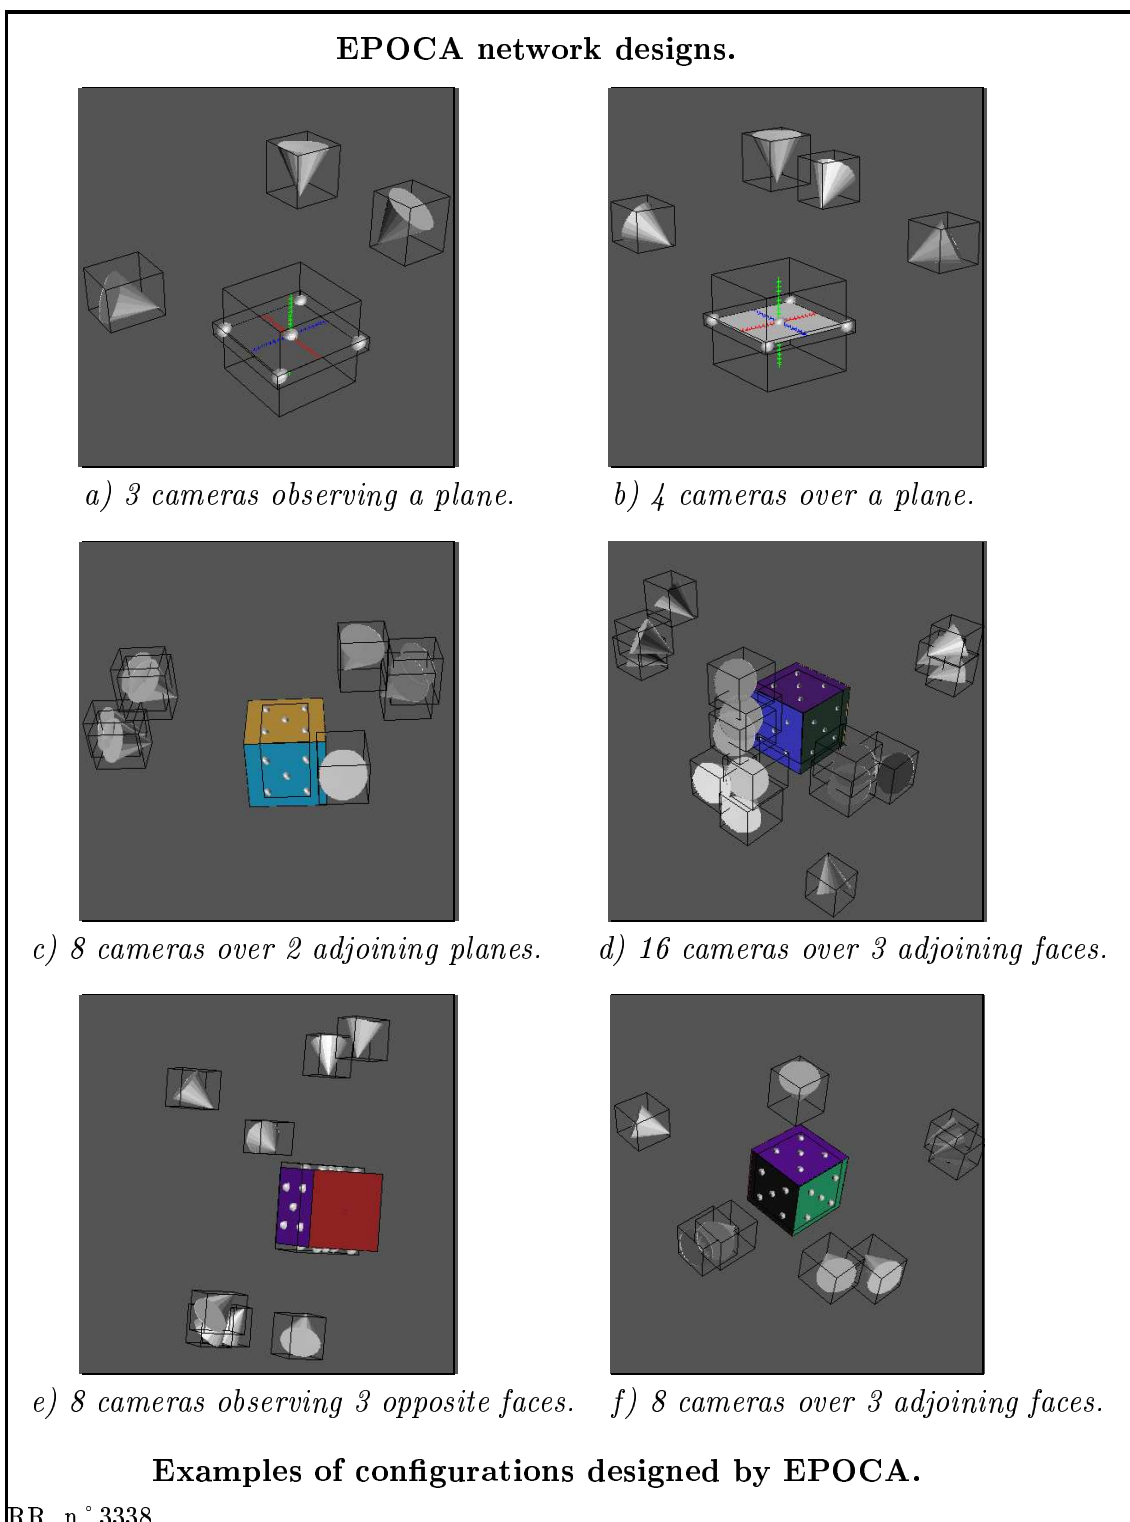 EPOCA network designs.
a) 3 cameras observing a plane.
b) 4 cameras over a plane.
c) 8 cameras over 2 adjoining planes.
d) 16 cameras over 3 adjoining faces.
e) 8 cameras observing 3 opposite faces.
f) 8 cameras over 3 adjoining faces.
Examples of configurations designed by EPOCA.
RR n° 3338